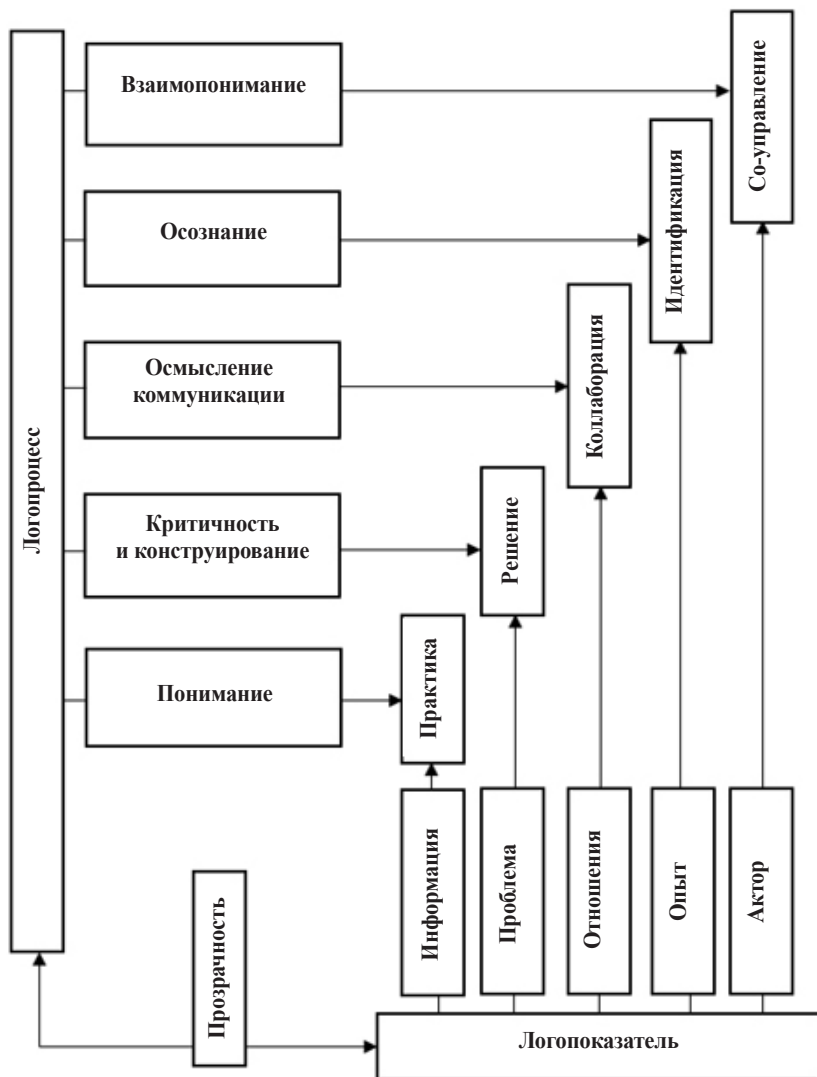 Логопроцесс
Взаимопонимание
Со-управление
Осознание
Идентификация
Осмысление
коммуникации
Коллаборация
Критичность
и конструирование
Решение
Понимание
Практика
Прозрачность
Информация
Проблема
Отношения
Опыт
Актор
Логопоказатель